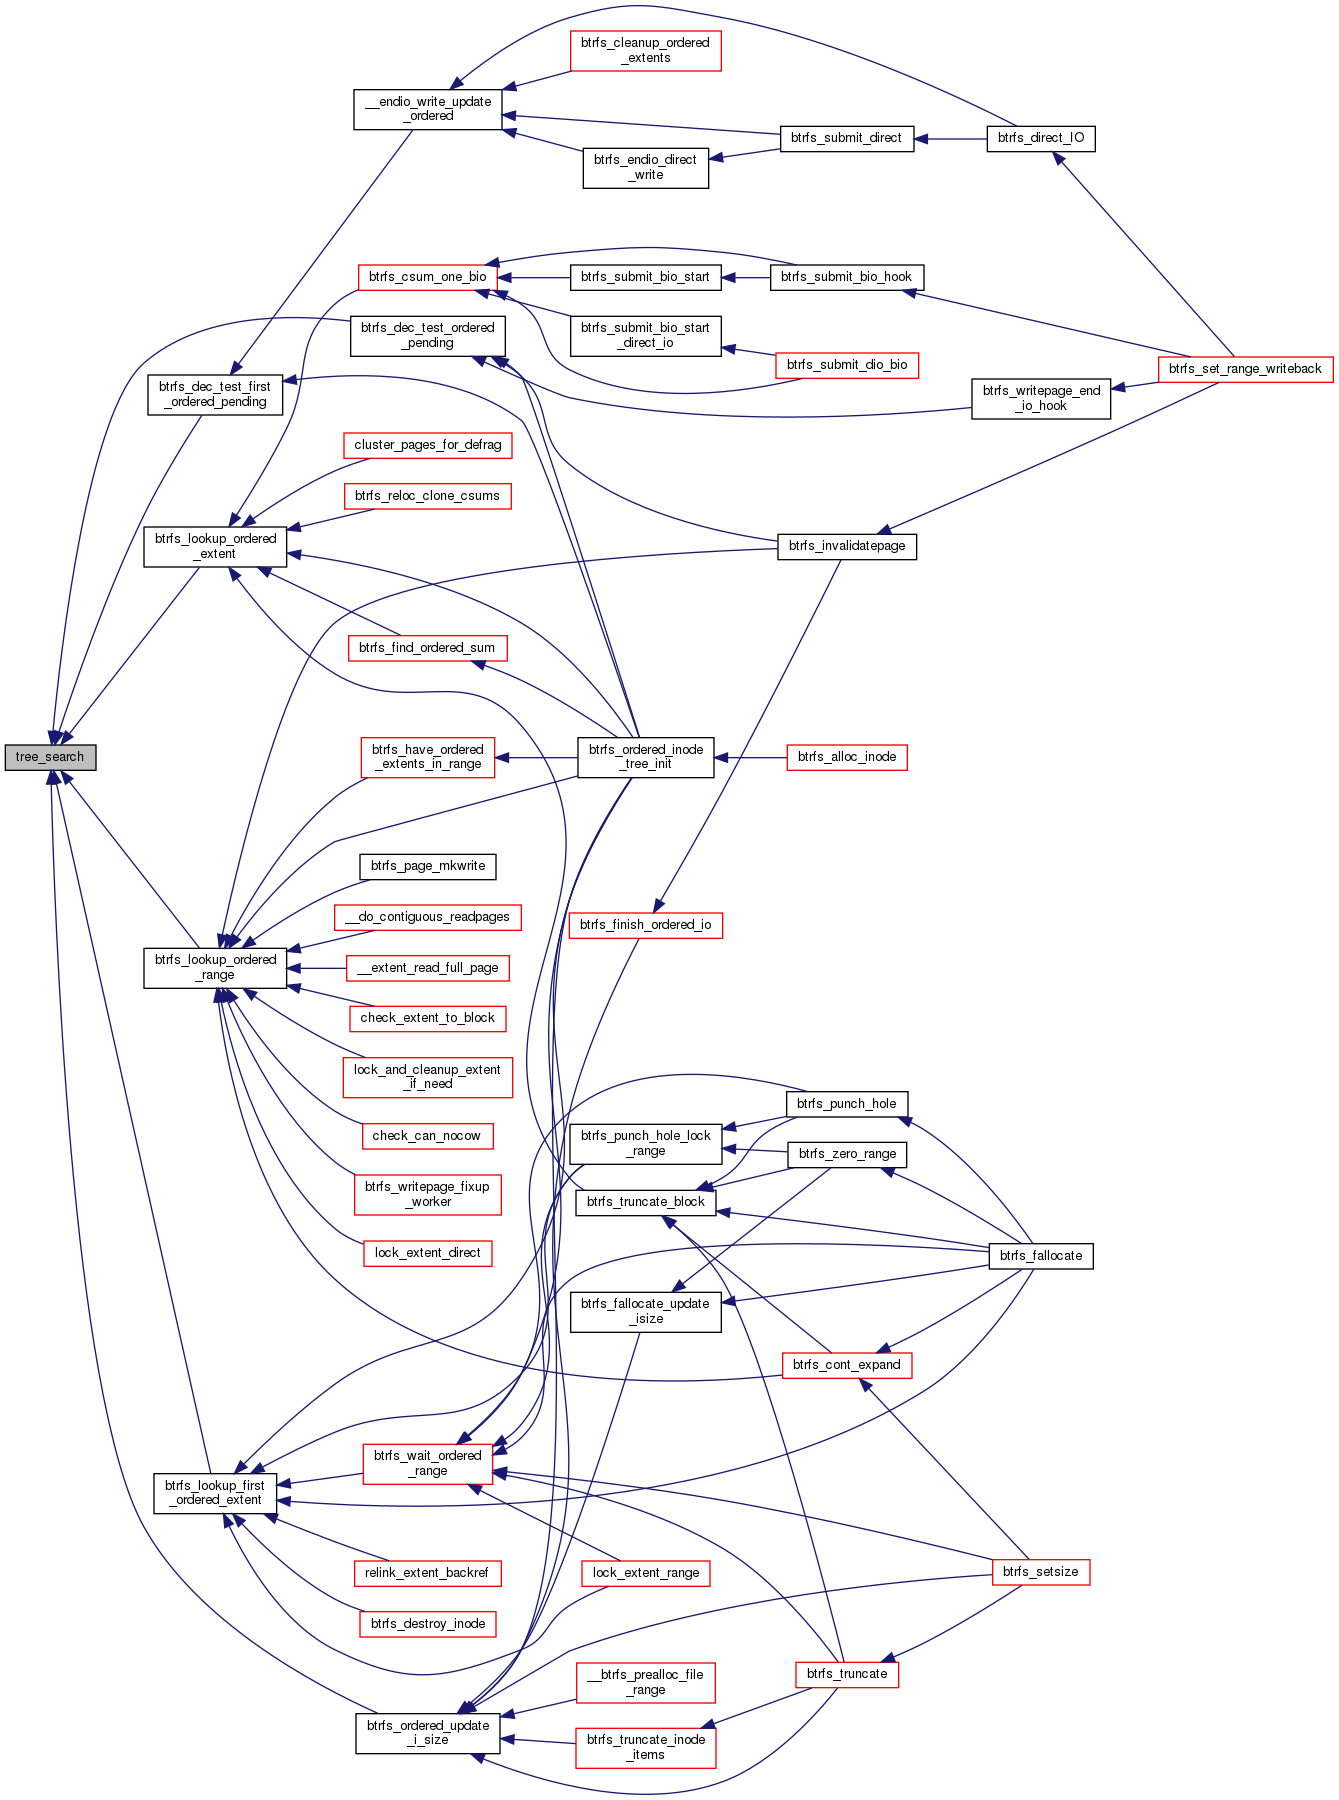 btrfs_cleanup_ordered
_extents
__endio_write_update
_ordered
btrfs_submit_direct
btrfs_direct_IO
btrfs_endio_direct
_write
btrfs_csum_one_bio
btrfs_submit_bio_start
btrfs_submit_bio_hook
btrfs_dec_test_ordered
_pending
btrfs_submit_bio_start
_direct_io
btrfs_submit_dio_bio
btrfs_set_range_writeback
btrfs_dec_test_first
_ordered_pending
btrfs_writepage_end
_io_hook
cluster_pages_for_defrag
btrfs_reloc_clone_csums
btrfs_lookup_ordered
_extent
btrfs_invalidatepage
btrfs_find_ordered_sum
tree_search
btrfs_have_ordered
_extents_in_range
btrfs_ordered_inode
_tree_init
btrfs_alloc_inode
btrfs_page_mkwrite
__do_contiguous_readpages
btrfs_finish_ordered_io
btrfs_lookup_ordered
_range
__extent_read_full_page
check_extent_to_block
lock_and_cleanup_extent
_if_need
btrfs_punch_hole
check_can_nocow
btrfs_punch_hole_lock
_range
btrfs_zero_range
btrfs_writepage_fixup
_worker
btrfs_truncate_block
lock_extent_direct
btrfs_fallocate
btrfs_fallocate_update
_isize
btrfs_cont_expand
btrfs_wait_ordered
_range
btrfs_lookup_first
_ordered_extent
relink_extent_backref
lock_extent_range
btrfs_setsize
btrfs_destroy_inode
btrfs_truncate
__btrfs_prealloc_file
_range
btrfs_ordered_update
_i_size
btrfs_truncate_inode
_items